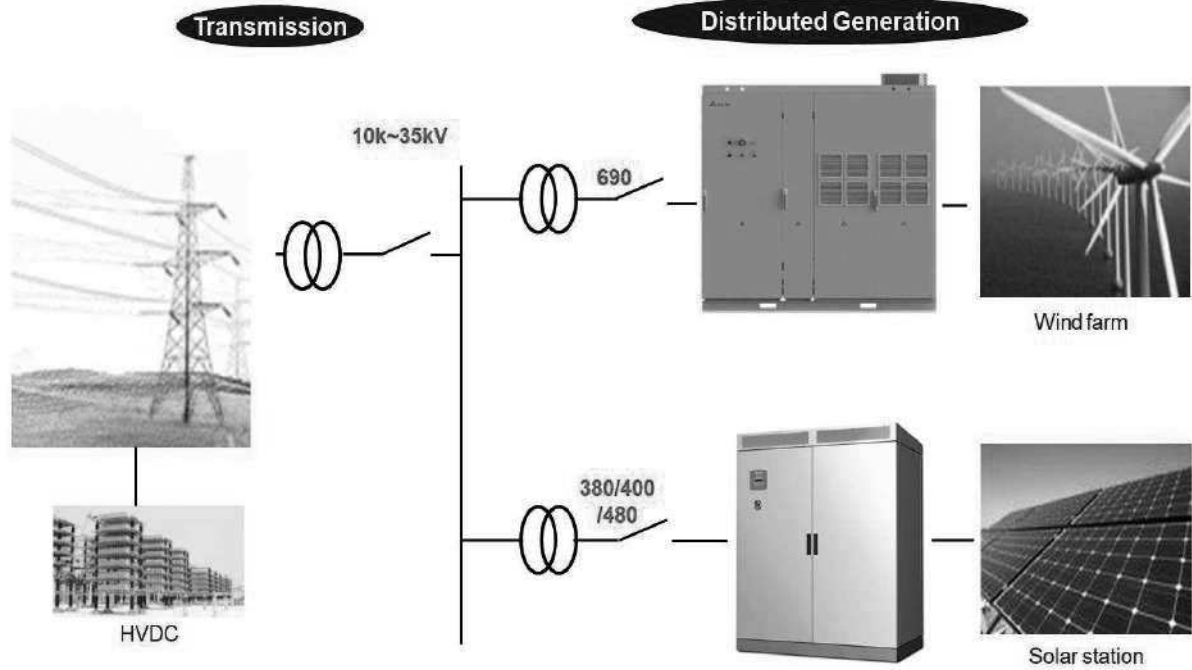 Transmission
Distributed Generation
10k~35kV
690
Wind farm
380/400
/480
HVDC
Solar station